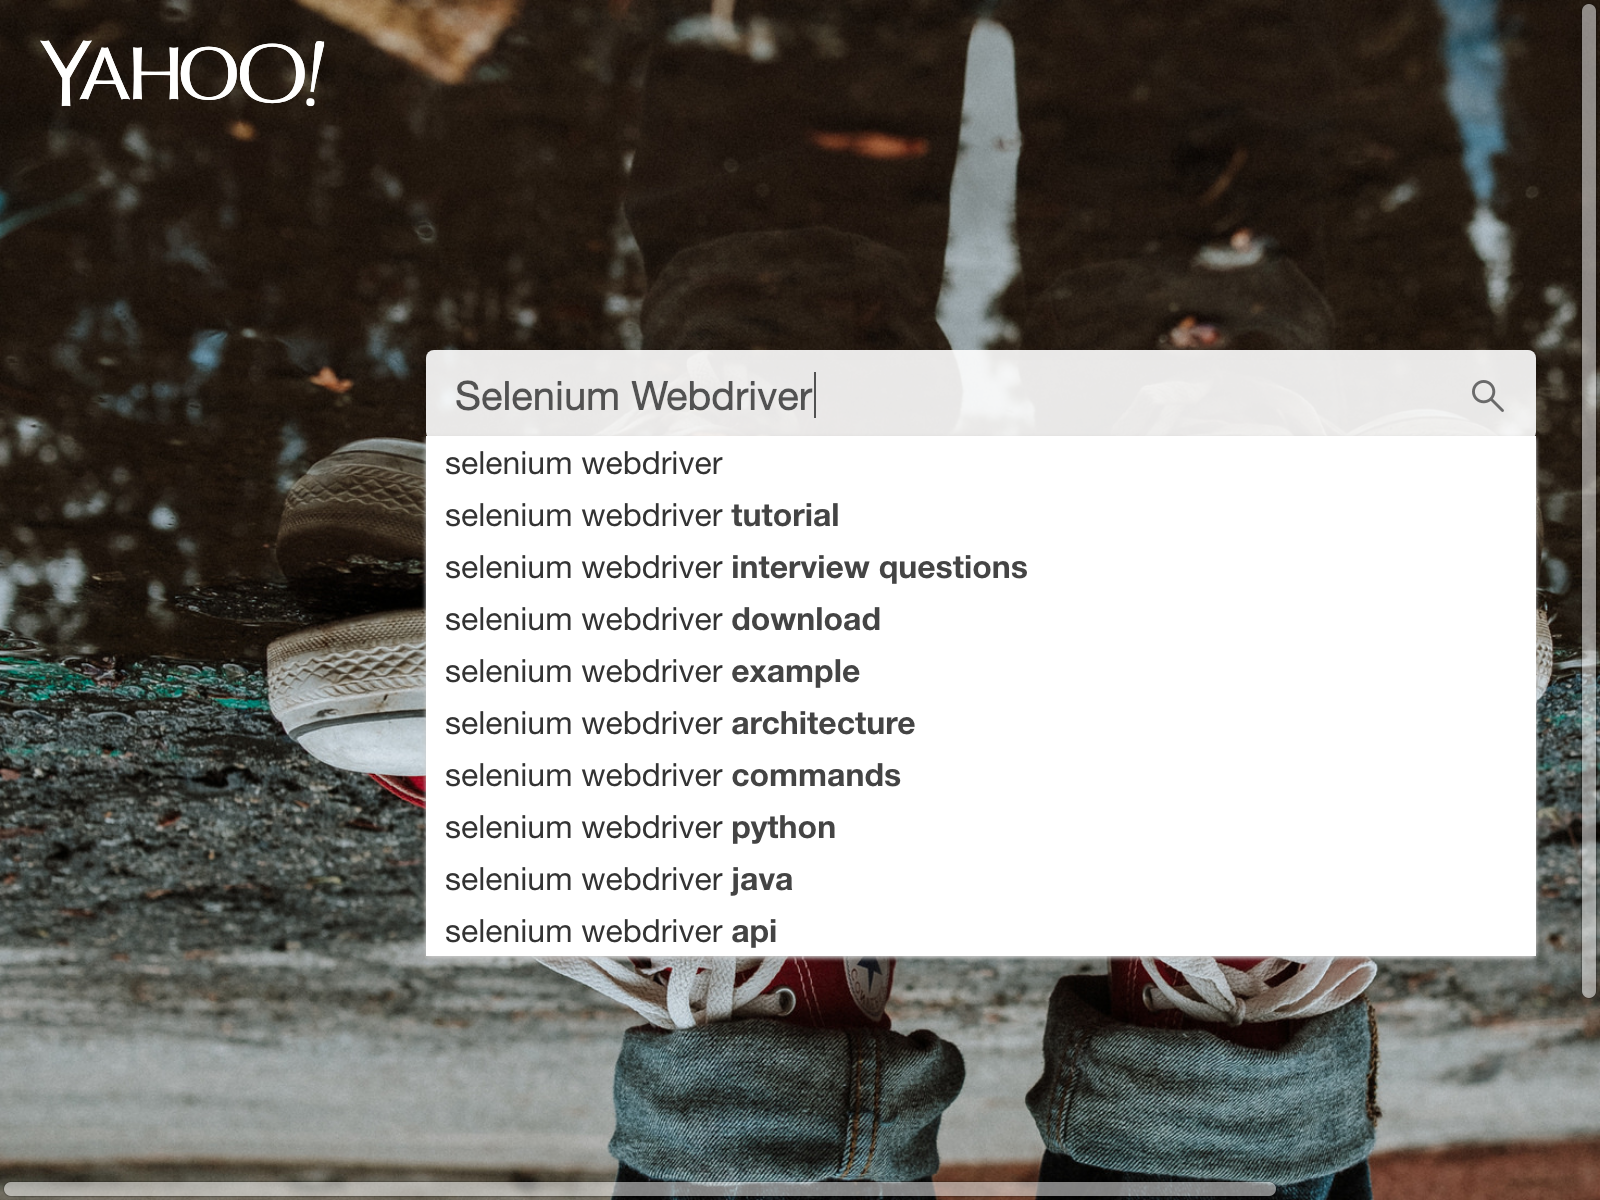 YAHOO!
Selenium Webdriver
selenium webdriver
selenium webdriver tutorial
selenium webdriver interview questions
selenium webdriver download
selenium webdriver example
selenium webdriver architecture
selenium webdriver commands
selenium webdriver python
selenium webdriver java
selenium webdriver api